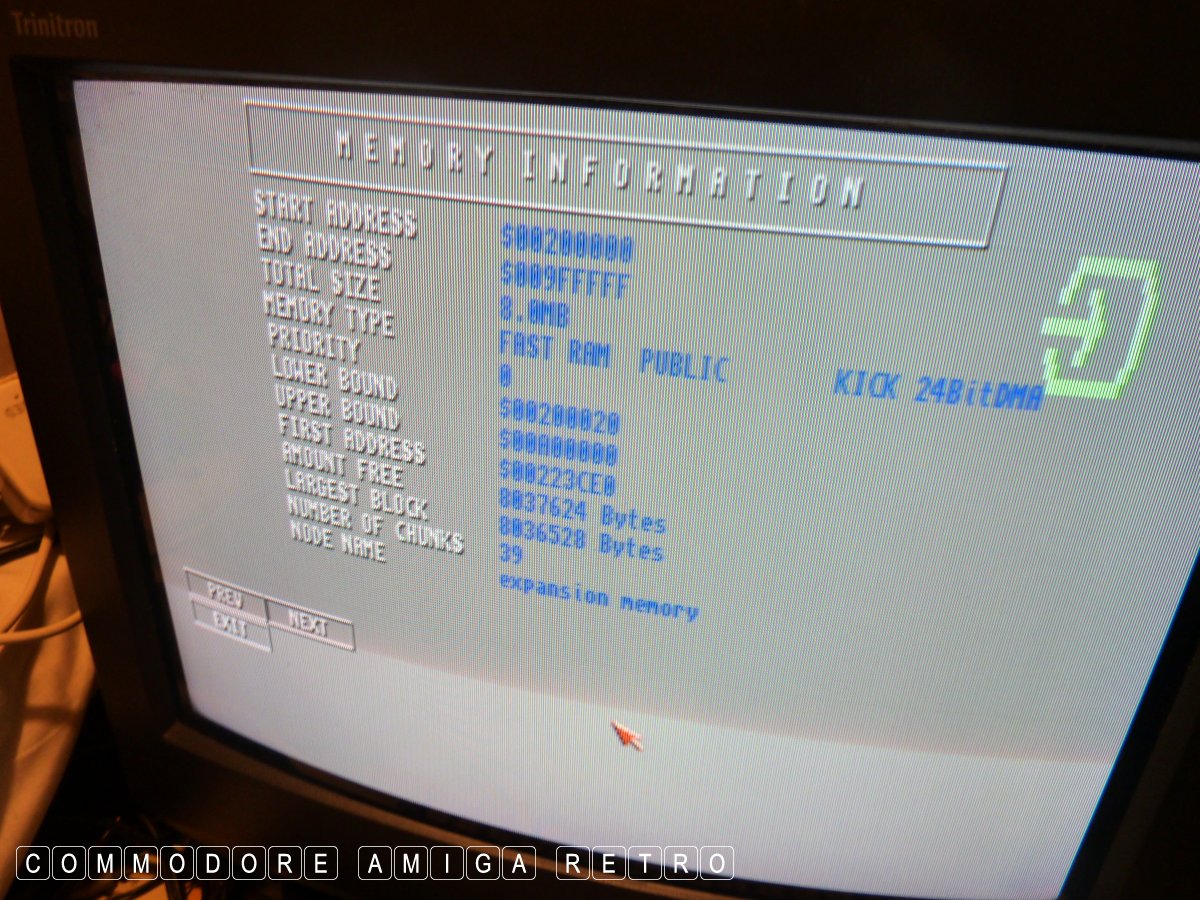 Trinitron
MEMORY INFORMATION
START ADDRESS $00200000
END ADDRESS $009FFFFF
TOTAL SIZE 8.0MB
MEMORY TYPE FAST RAM PUBLIC KICK 24BitDMA
PRIORITY 0
LOWER BOUND $00200020
UPPER BOUND $00A00000
FIRST ADDRESS $00223CE0
AMOUNT FREE 8037624 Bytes
LARGEST BLOCK 8036528 Bytes
NUMBER OF CHUNKS 39
NODE NAME expansion memory
PREV NEXT
EXIT
COMMODORE AMIGA RETRO